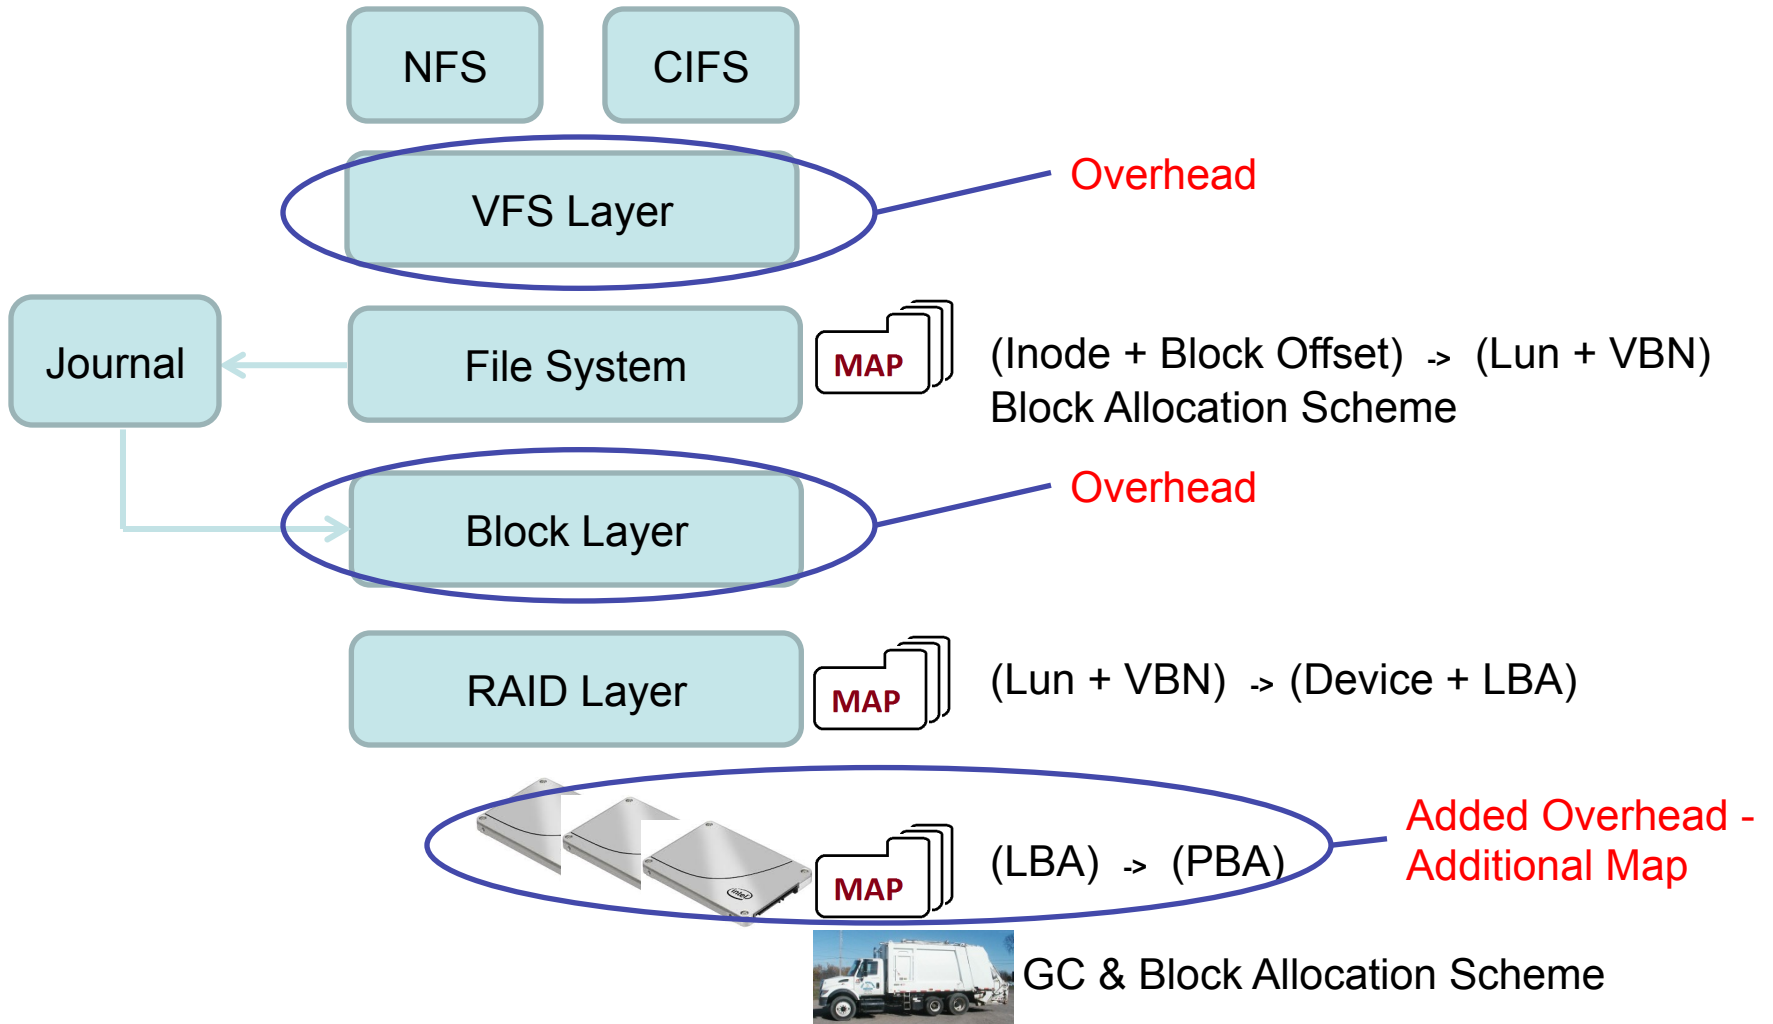 NFS
CIFS
VFS Layer
Overhead
Journal
File System
MAP
(Inode + Block Offset) -> (Lun + VBN)
Block Allocation Scheme
Block Layer
Overhead
RAID Layer
MAP
(Lun + VBN) -> (Device + LBA)
intel
MAP
(LBA) -> (PBA)
Added Overhead -
Additional Map
GC & Block Allocation Scheme